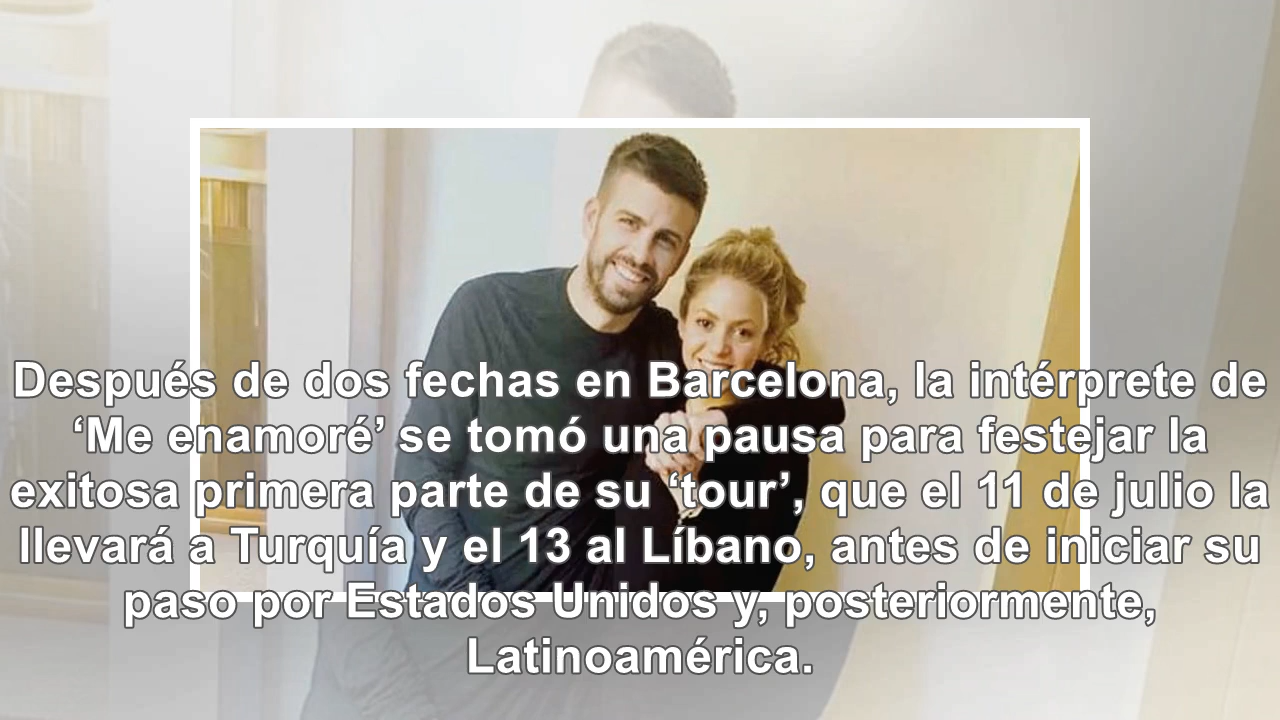 Después de dos fechas en Barcelona, la intérprete de
‘Me enamoré’ se tomó una pausa para festejar la
exitosa primera parte de su ‘tour’, que el 11 de julio la
llevará a Turquía y el 13 al Líbano, antes de iniciar su
paso por Estados Unidos y, posteriormente,
Latinoamérica.